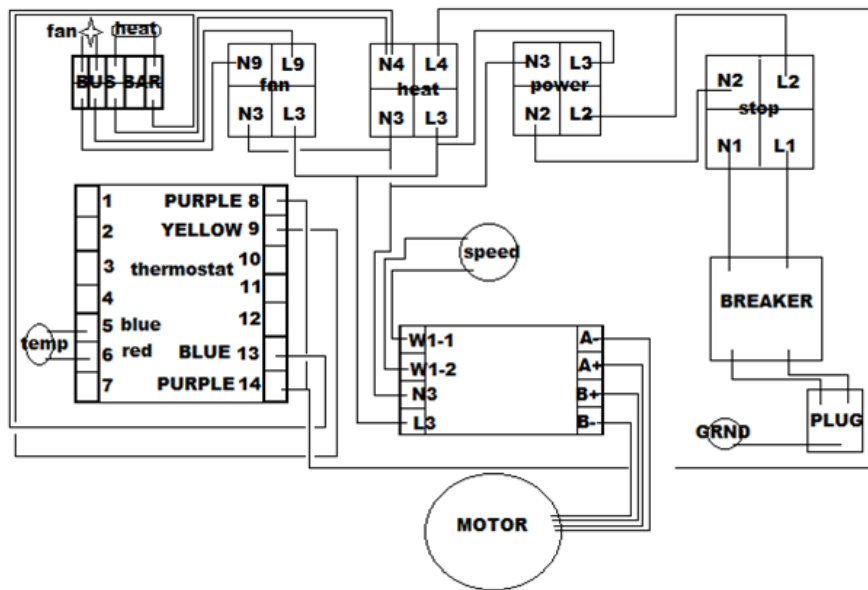 fan heat
BUS BAR
N9 L9
fan
N3 L3
N4 L4
heat
N3 L3
N3 L3
power
N2 L2
N2 L2
stop
N1 L1
1 PURPLE 8
2 YELLOW 9
3 thermostat 10
4 11
12
temp 5 blue
6 red BLUE 13
7 PURPLE 14
speed
W1-1 A-
W1-2 A+
N3 B+
L3 B-
BREAKER
PLUG
GRND
MOTOR